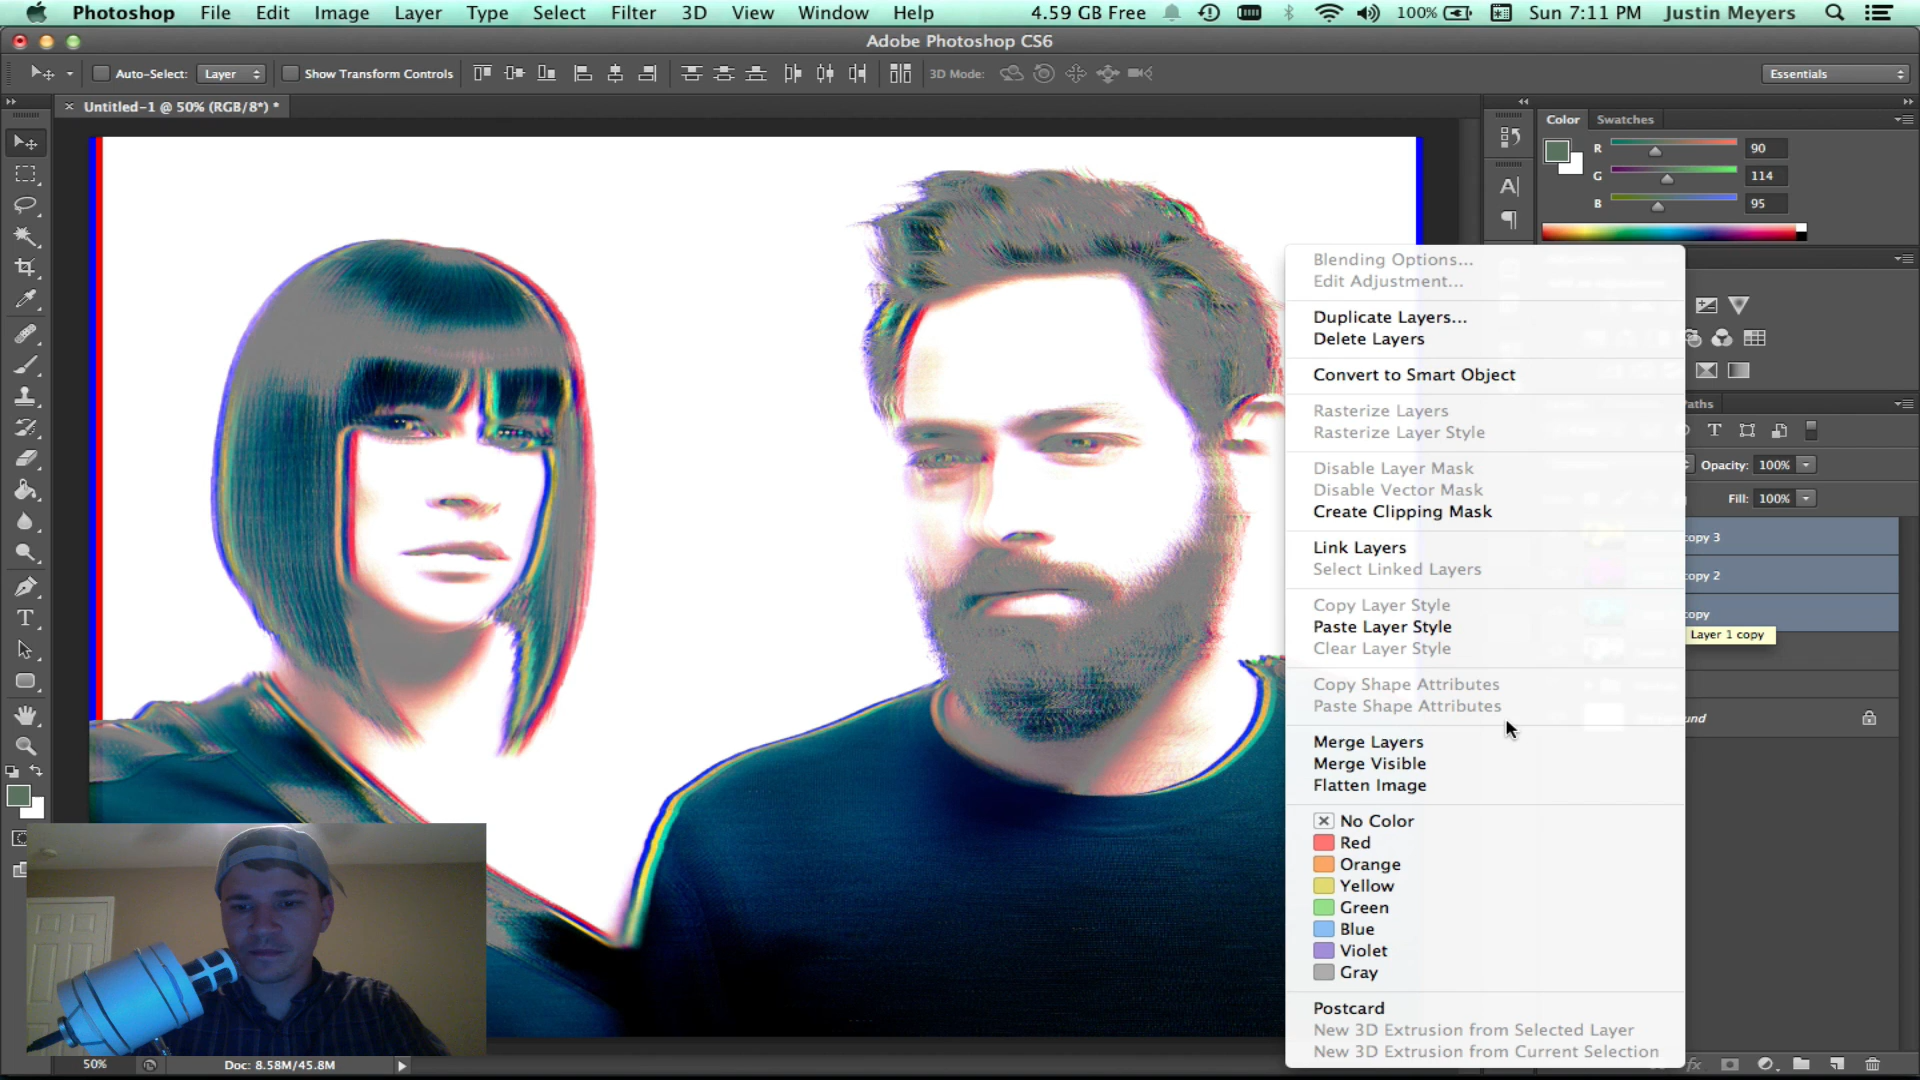 Photoshop File Edit Image Layer Type Select Filter 3D View Window Help 4.59 GB Free 100% Sun 7:11 PM Justin Meyers
Adobe Photoshop CS6
Auto-Select: Layer Show Transform Controls 3D Mode: Essentials
× Untitled-1 @ 50% (RGB/8*) *
Color Swatches
R 90
G 114
B 95
Blending Options...
Edit Adjustment...
Duplicate Layers...
Delete Layers
Convert to Smart Object
Rasterize Layers
Rasterize Layer Style
Disable Layer Mask
Disable Vector Mask
Create Clipping Mask
Link Layers
Select Linked Layers
Copy Layer Style
Paste Layer Style
Clear Layer Style
Copy Shape Attributes
Paste Shape Attributes
Merge Layers
Merge Visible
Flatten Image
No Color
Red
Orange
Yellow
Green
Blue
Violet
Gray
Postcard
New 3D Extrusion from Selected Layer
New 3D Extrusion from Current Selection
aths
Opacity: 100%
Fill: 100%
copy 3
copy 2
copy
Layer 1 copy
ound
50% Doc: 8.58M/45.8M